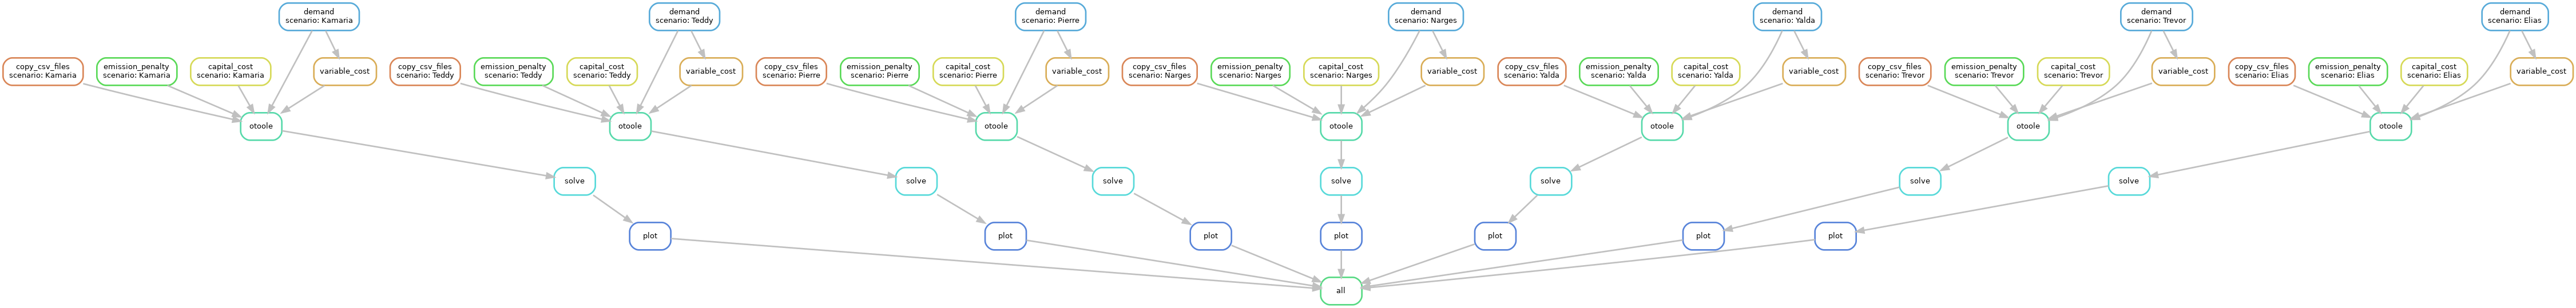 demand
scenario: Kamaria
demand
scenario: Teddy
demand
scenario: Pierre
demand
scenario: Narges
demand
scenario: Yalda
demand
scenario: Trevor
demand
scenario: Elias
copy_csv_files
scenario: Kamaria
emission_penalty
scenario: Kamaria
capital_cost
scenario: Kamaria
variable_cost
copy_csv_files
scenario: Teddy
emission_penalty
scenario: Teddy
capital_cost
scenario: Teddy
variable_cost
copy_csv_files
scenario: Pierre
emission_penalty
scenario: Pierre
capital_cost
scenario: Pierre
variable_cost
copy_csv_files
scenario: Narges
emission_penalty
scenario: Narges
capital_cost
scenario: Narges
variable_cost
copy_csv_files
scenario: Yalda
emission_penalty
scenario: Yalda
capital_cost
scenario: Yalda
variable_cost
copy_csv_files
scenario: Trevor
emission_penalty
scenario: Trevor
capital_cost
scenario: Trevor
variable_cost
copy_csv_files
scenario: Elias
emission_penalty
scenario: Elias
capital_cost
scenario: Elias
variable_cost
otoole
otoole
otoole
otoole
otoole
otoole
otoole
solve
solve
solve
solve
solve
solve
solve
plot
plot
plot
plot
plot
plot
plot
all